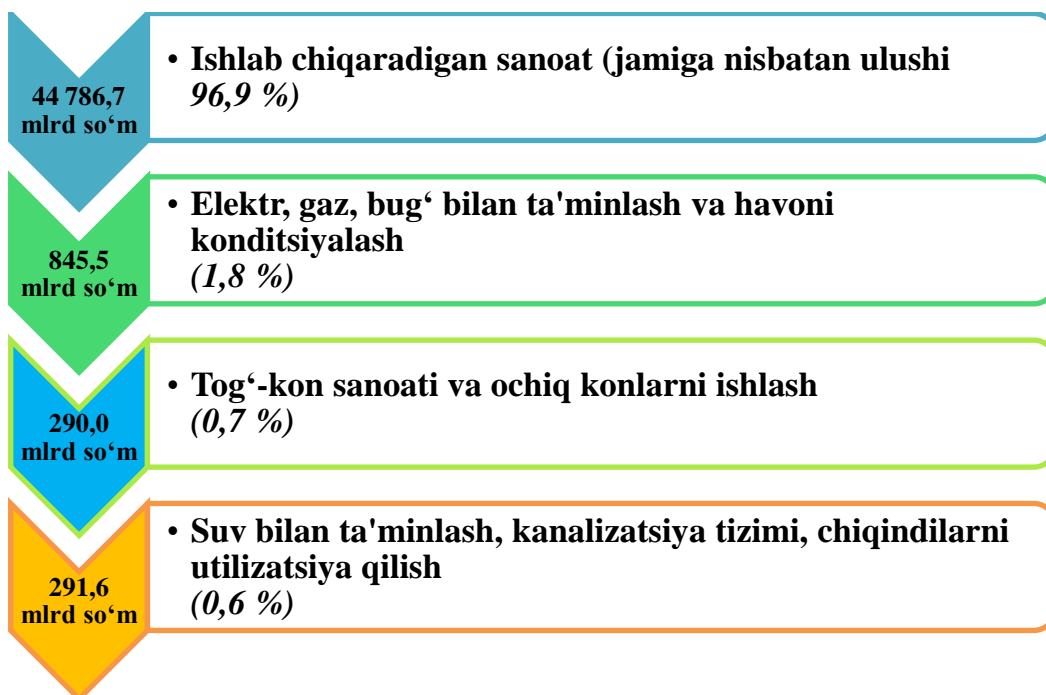 44 786,7
mlrd so‘m
• Ishlab chiqaradigan sanoat (jamiga nisbatan ulushi
96,9 %)
845,5
mlrd so‘m
• Elektr, gaz, bug‘ bilan ta'minlash va havoni
konditsiyalash
(1,8 %)
290,0
mlrd so‘m
• Tog‘-kon sanoati va ochiq konlarni ishlash
(0,7 %)
291,6
mlrd so‘m
• Suv bilan ta'minlash, kanalizatsiya tizimi, chiqindilarni
utilizatsiya qilish
(0,6 %)